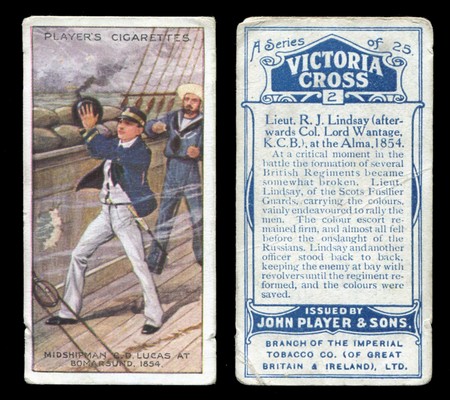 PLAYER'S CIGARETTES
MIDSHIPMAN C. D. LUCAS AT
BOMARSUND. 1854.
A Series of 25.
VICTORIA
CROSS
2
Lieut. R. J. Lindsay (after-
wards Col. Lord Wantage,
K.C.B.), at the Alma, 1854.
At a critical moment in the
battle the formation of several
British Regiments became
somewhat broken. Lieut.
Lindsay, of the Scots Fusilier
Guards, carrying the colours,
vainly endeavoured to rally the
men. The colour escort re-
mained firm, and almost all fell
before the onslaught of the
Russians. Lindsay and another
officer stood back to back,
keeping the enemy at bay with
revolvers until the regiment re-
formed, and the colours were
saved.
ISSUED BY
JOHN PLAYER & SONS.
BRANCH OF THE IMPERIAL
TOBACCO CO. (OF GREAT
BRITAIN & IRELAND), LTD.